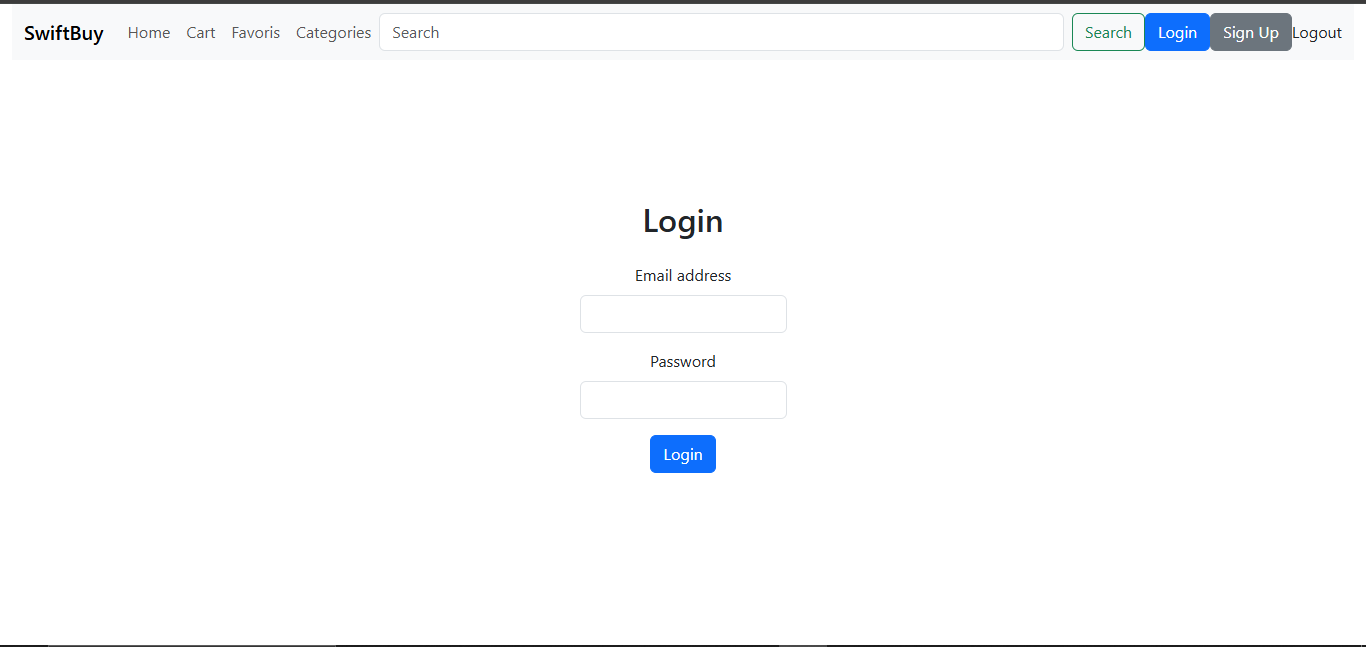 SwiftBuy Home Cart Favoris Categories Search Search Login Sign Up Logout
Login
Email address
Password
Login